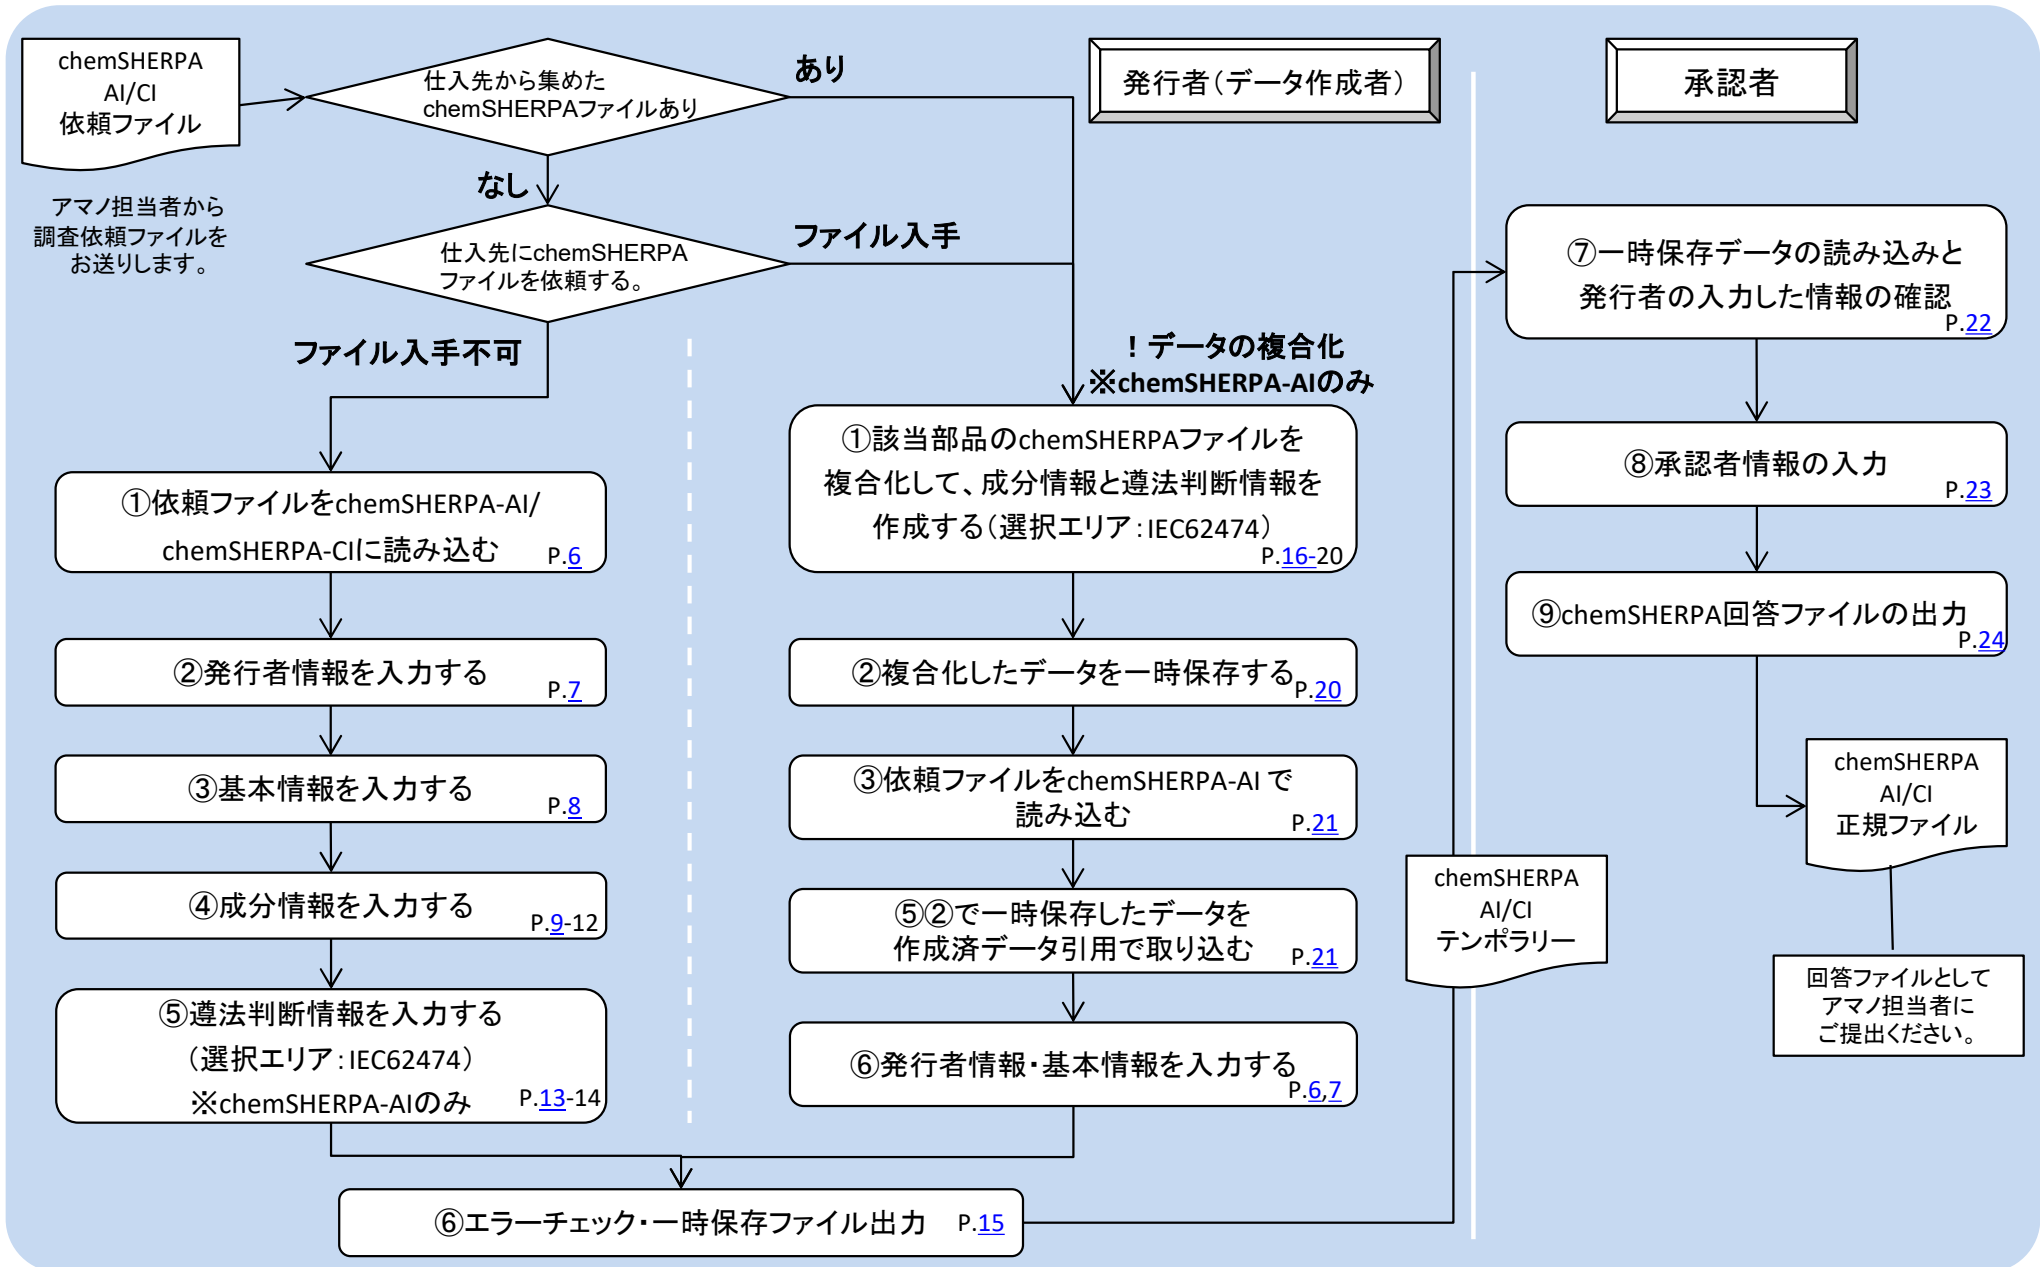 chemSHERPA
AI/CI
依頼ファイル
アマノ担当者から
調査依頼ファイルを
お送りします。
仕入先から集めた
chemSHERPAファイルあり
あり
なし
仕入先にchemSHERPA
ファイルを依頼する。
ファイル入手
ファイル入手不可
発行者（データ作成者）
承認者
！データの複合化
※chemSHERPA-AIのみ
①依頼ファイルをchemSHERPA-AI/
chemSHERPA-CIに読み込む
P.6
②発行者情報を入力する
P.7
③基本情報を入力する
P.8
④成分情報を入力する
P.9-12
⑤遵法判断情報を入力する
（選択エリア：IEC62474）
※chemSHERPA-AIのみ
P.13-14
①該当部品のchemSHERPAファイルを
複合化して、成分情報と遵法判断情報を
作成する（選択エリア：IEC62474）
P.16-20
②複合化したデータを一時保存する
P.20
③依頼ファイルをchemSHERPA-AI で
読み込む
P.21
⑤②で一時保存したデータを
作成済データ引用で取り込む
P.21
⑥発行者情報・基本情報を入力する
P.6,7
⑥エラーチェック・一時保存ファイル出力 P.15
chemSHERPA
AI/CI
テンポラリー
⑦一時保存データの読み込みと
発行者の入力した情報の確認
P.22
⑧承認者情報の入力
P.23
⑨chemSHERPA回答ファイルの出力
P.24
chemSHERPA
AI/CI
正規ファイル
回答ファイルとして
アマノ担当者に
ご提出ください。